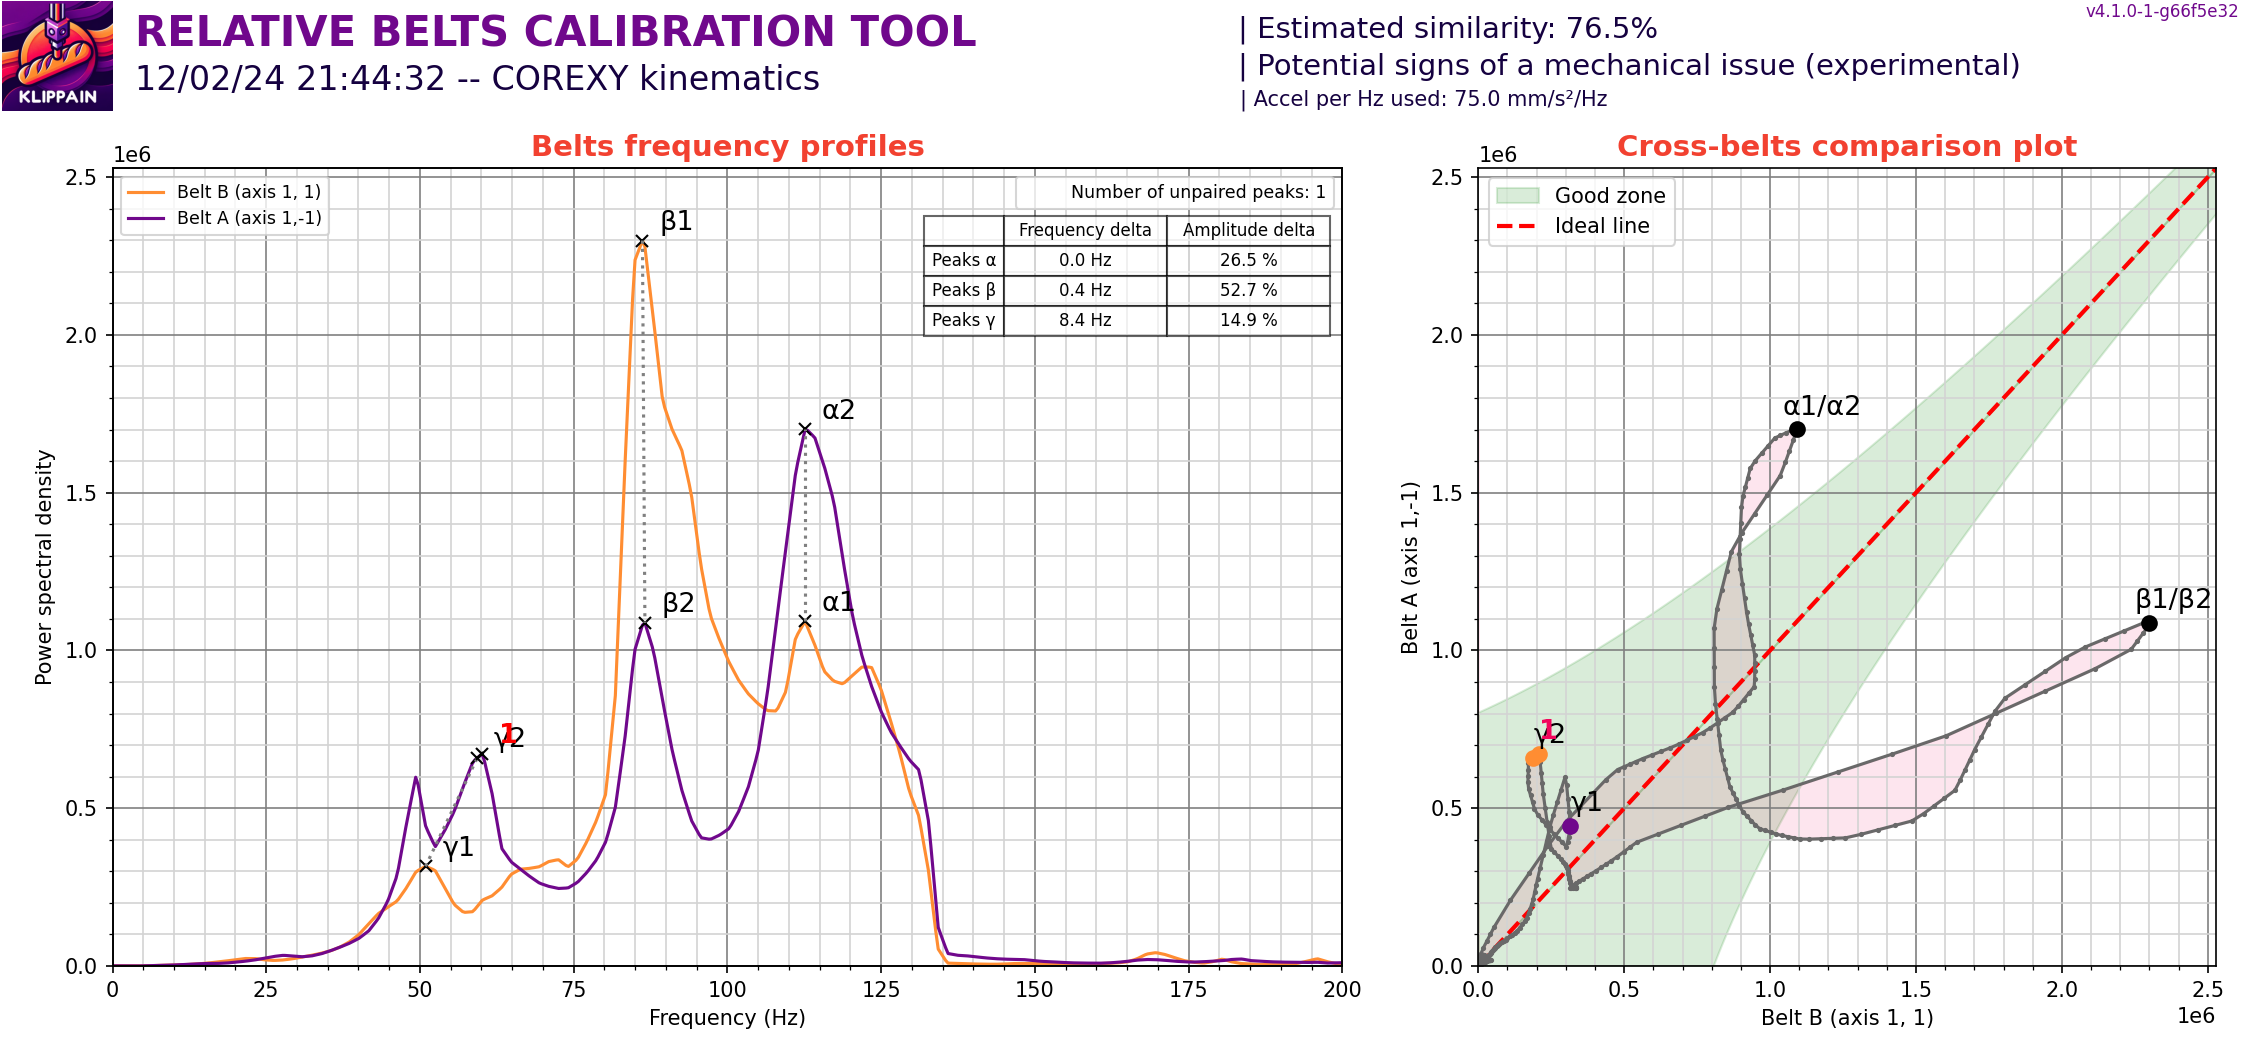 v4.1.0-1-g66f5e32
KLIPPAIN
RELATIVE BELTS CALIBRATION TOOL
12/02/24 21:44:32 -- COREXY kinematics
| Estimated similarity: 76.5%
| Potential signs of a mechanical issue (experimental)
| Accel per Hz used: 75.0 mm/s²/Hz
Belts frequency profiles
1e6
2.5
2.0
1.5
1.0
0.5
0.0
Power spectral density
Belt B (axis 1, 1)
Belt A (axis 1,-1)
Number of unpaired peaks: 1
Frequency delta Amplitude delta
Peaks α 0.0 Hz 26.5 %
Peaks β 0.4 Hz 52.7 %
Peaks γ 8.4 Hz 14.9 %
β1
α2
β2
α1
1
γ2
γ1
0 25 50 75 100 125 150 175 200
Frequency (Hz)
Cross-belts comparison plot
1e6
2.5
2.0
1.5
1.0
0.5
0.0
Belt A (axis 1,-1)
Good zone
Ideal line
α1/α2
β1/β2
1
γ2
γ1
0.0 0.5 1.0 1.5 2.0 2.5
Belt B (axis 1, 1)
1e6